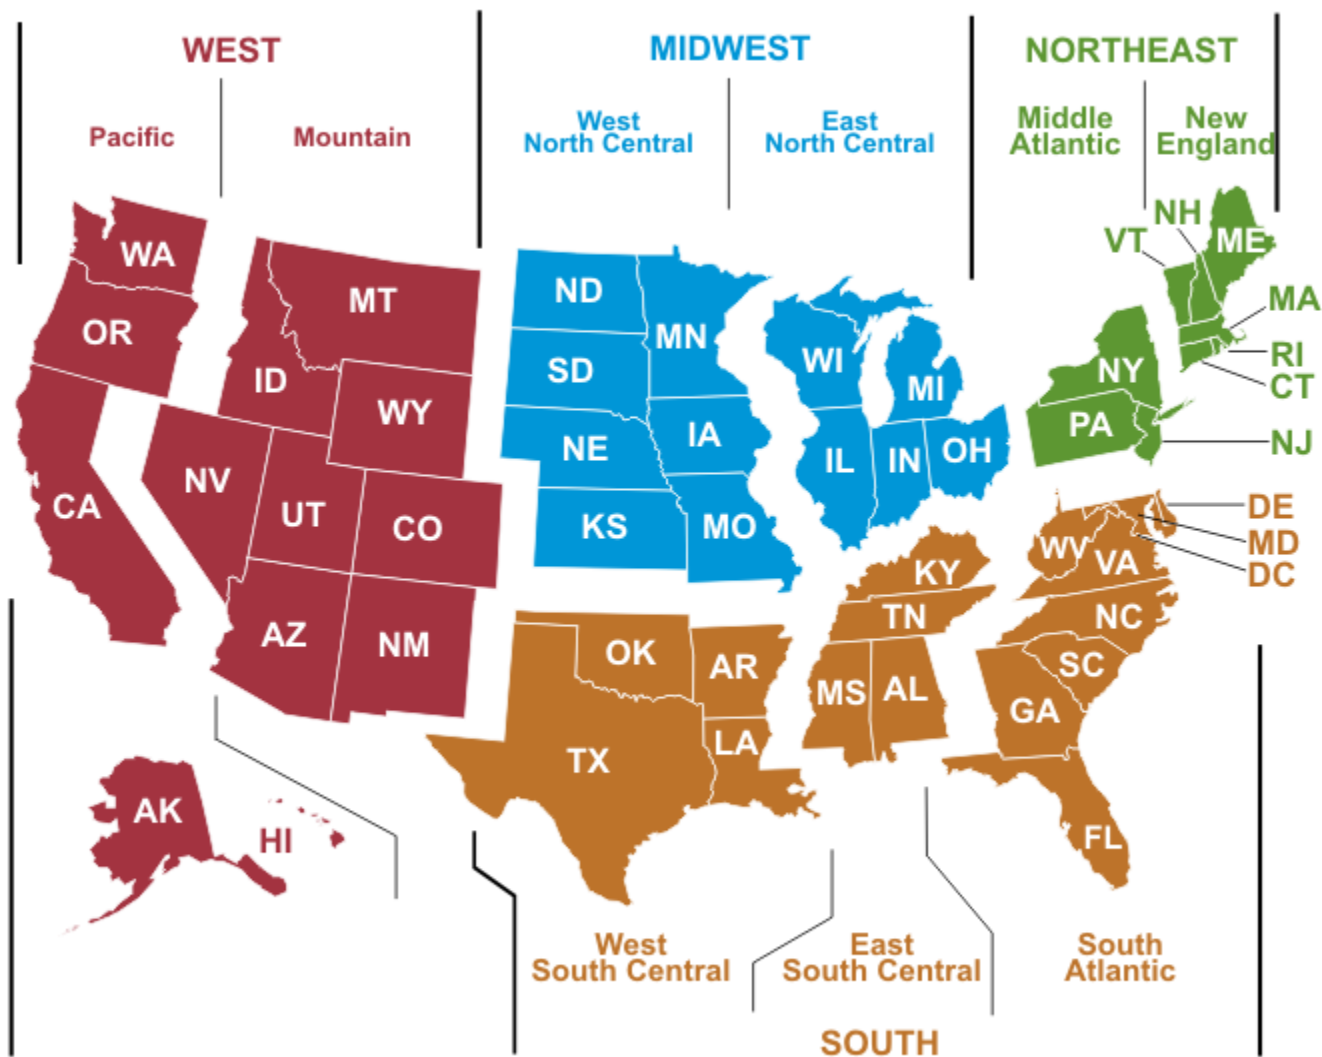 WEST
MIDWEST
NORTHEAST
Pacific
Mountain
West
North Central
East
North Central
Middle
Atlantic
New
England
WA
OR
CA
NV
ID
MT
WY
UT
CO
AZ
NM
AK
HI
ND
SD
NE
KS
MN
IA
MO
WI
MI
IL
IN
OH
NH
VT
ME
MA
RI
CT
NY
PA
NJ
DE
MD
DC
WV
VA
NC
SC
GA
FL
KY
TN
MS
AL
OK
AR
TX
LA
West
South Central
East
South Central
South
Atlantic
SOUTH